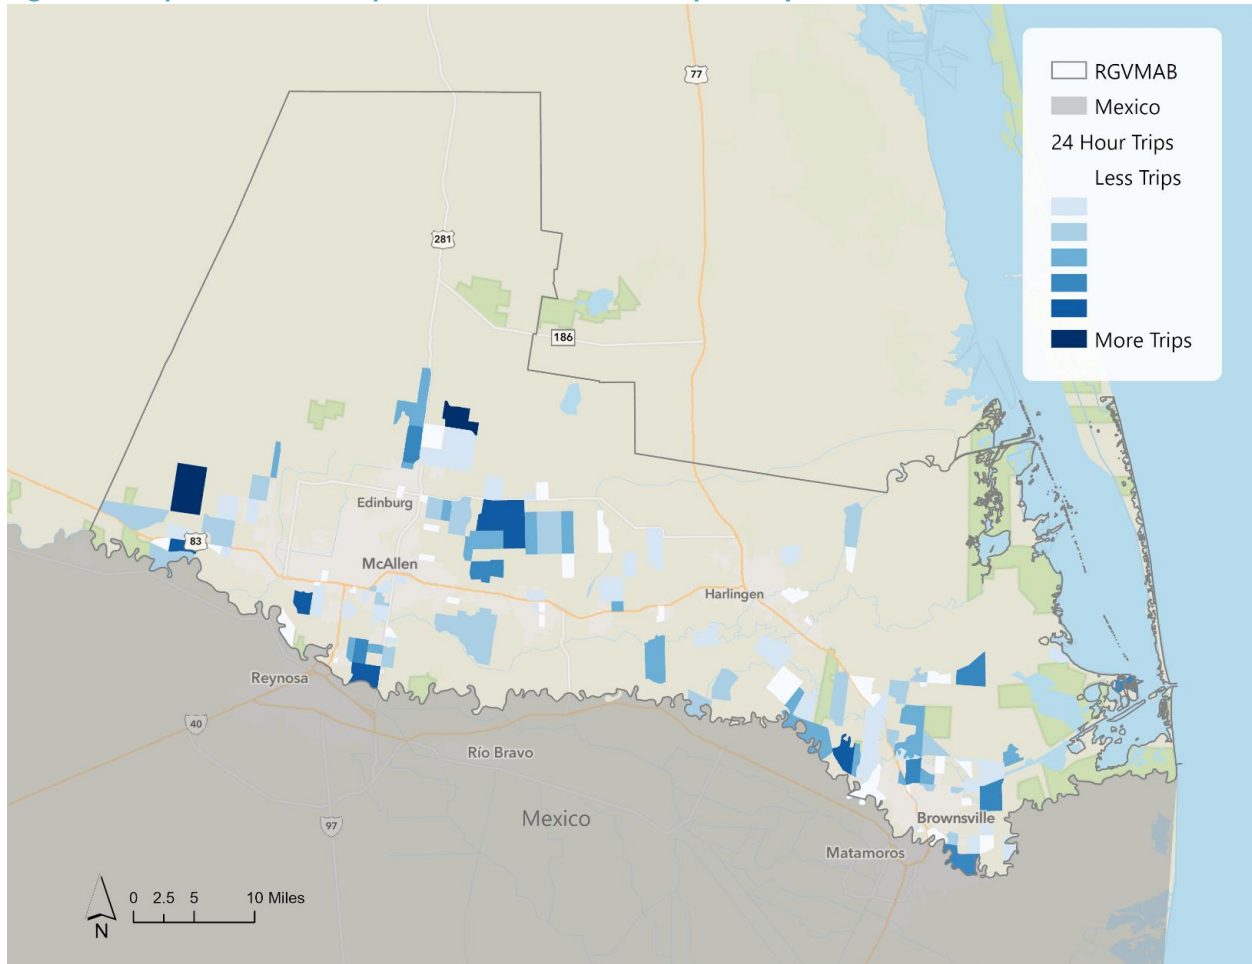 77
RGVMAB
Mexico
24 Hour Trips
Less Trips
More Trips
281
186
Edinburg
83
McAllen
Harlingen
Reynosa
40
Río Bravo
97
Mexico
Brownsville
Matamoros
0 2.5 5 10 Miles
N